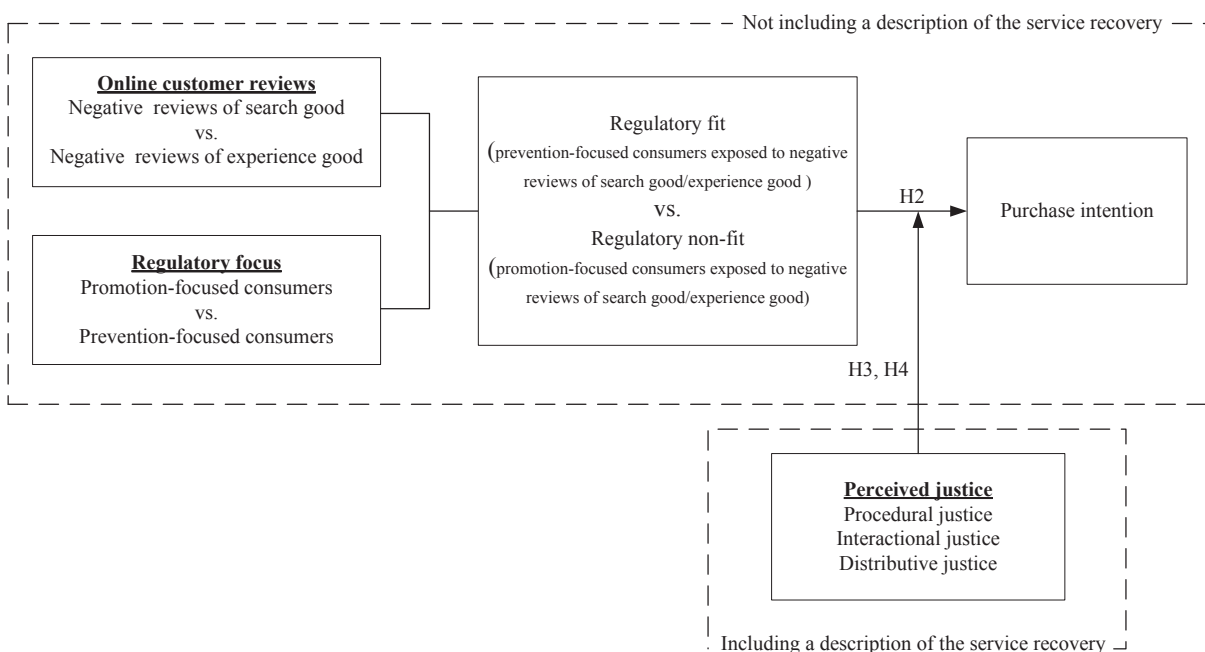 Not including a description of the service recovery
Online customer reviews
Negative reviews of search good
vs.
Negative reviews of experience good
Regulatory focus
Promotion-focused consumers
vs.
Prevention-focused consumers
Regulatory fit
(prevention-focused consumers exposed to negative
reviews of search good/experience good )
vs.
Regulatory non-fit
(promotion-focused consumers exposed to negative
reviews of search good/experience good)
H2
Purchase intention
H3, H4
Perceived justice
Procedural justice
Interactional justice
Distributive justice
Including a description of the service recovery